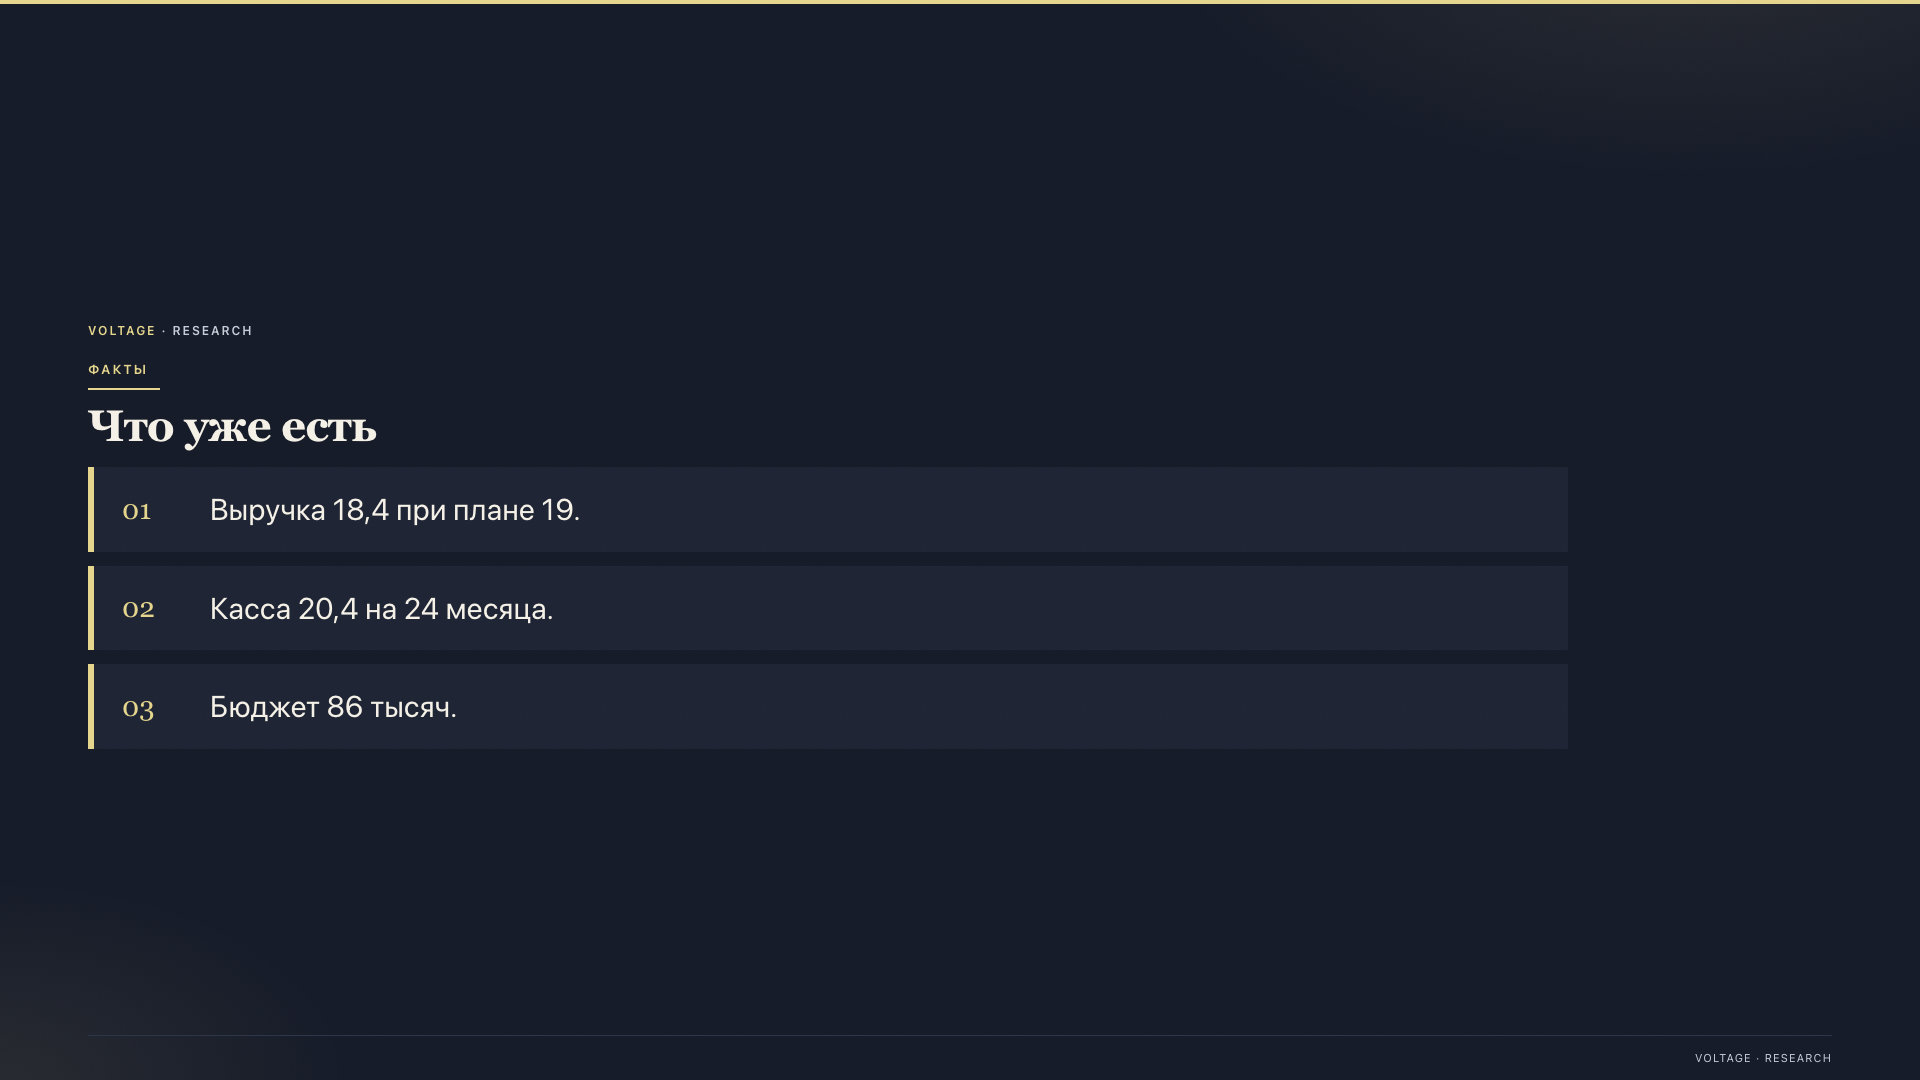 VOLTAGE · RESEARCH
ФАКТЫ
Что уже есть
01 Выручка 18,4 при плане 19.
02 Касса 20,4 на 24 месяца.
03 Бюджет 86 тысяч.
VOLTAGE · RESEARCH